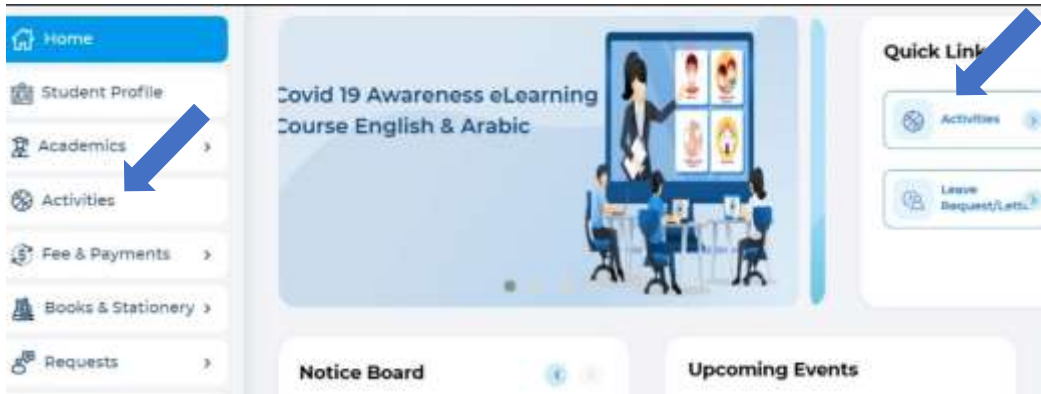 Home
Student Profile
Academics
Activities
Fee & Payments
Books & Stationery
Requests
Covid 19 Awareness eLearning
Course English & Arabic
Quick
Activities
Leave
Notice Board
Upcoming Events